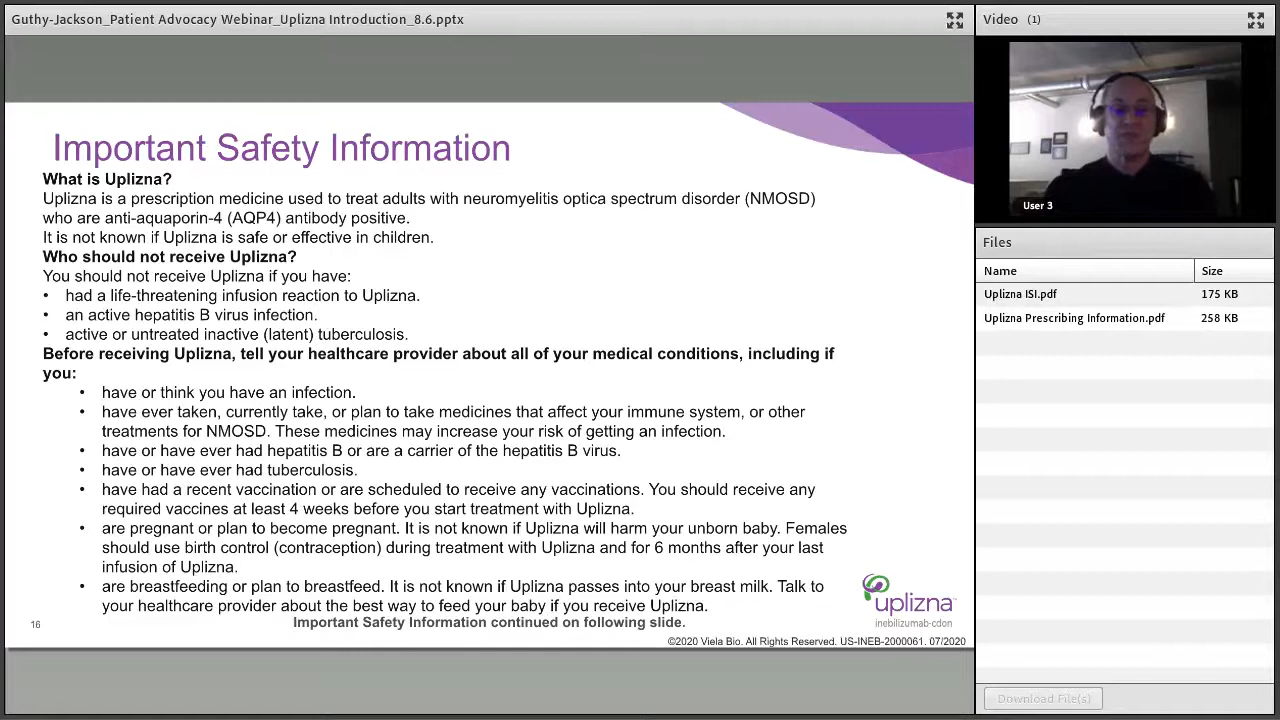 Guthy-Jackson_Patient Advocacy Webinar_Uplizna Introduction_8.6.pptx
Important Safety Information
What is Uplizna?
Uplizna is a prescription medicine used to treat adults with neuromyelitis optica spectrum disorder (NMOSD)
who are anti-aquaporin-4 (AQP4) antibody positive.
It is not known if Uplizna is safe or effective in children.
Who should not receive Uplizna?
You should not receive Uplizna if you have:
• had a life-threatening infusion reaction to Uplizna.
• an active hepatitis B virus infection.
• active or untreated inactive (latent) tuberculosis.
Before receiving Uplizna, tell your healthcare provider about all of your medical conditions, including if
you:
• have or think you have an infection.
• have ever taken, currently take, or plan to take medicines that affect your immune system, or other
treatments for NMOSD. These medicines may increase your risk of getting an infection.
• have or have ever had hepatitis B or are a carrier of the hepatitis B virus.
• have or have ever had tuberculosis.
• have had a recent vaccination or are scheduled to receive any vaccinations. You should receive any
required vaccines at least 4 weeks before you start treatment with Uplizna.
• are pregnant or plan to become pregnant. It is not known if Uplizna will harm your unborn baby. Females
should use birth control (contraception) during treatment with Uplizna and for 6 months after your last
infusion of Uplizna.
• are breastfeeding or plan to breastfeed. It is not known if Uplizna passes into your breast milk. Talk to
your healthcare provider about the best way to feed your baby if you receive Uplizna.
Important Safety Information continued on following slide.
16
uplizna™
inebilizumab-cdon
©2020 Viela Bio. All Rights Reserved. US-INEB-2000061. 07/2020
Video (1)
User 3
Files
Name Size
Uplizna ISI.pdf 175 KB
Uplizna Prescribing Information.pdf 258 KB
Download File(s)